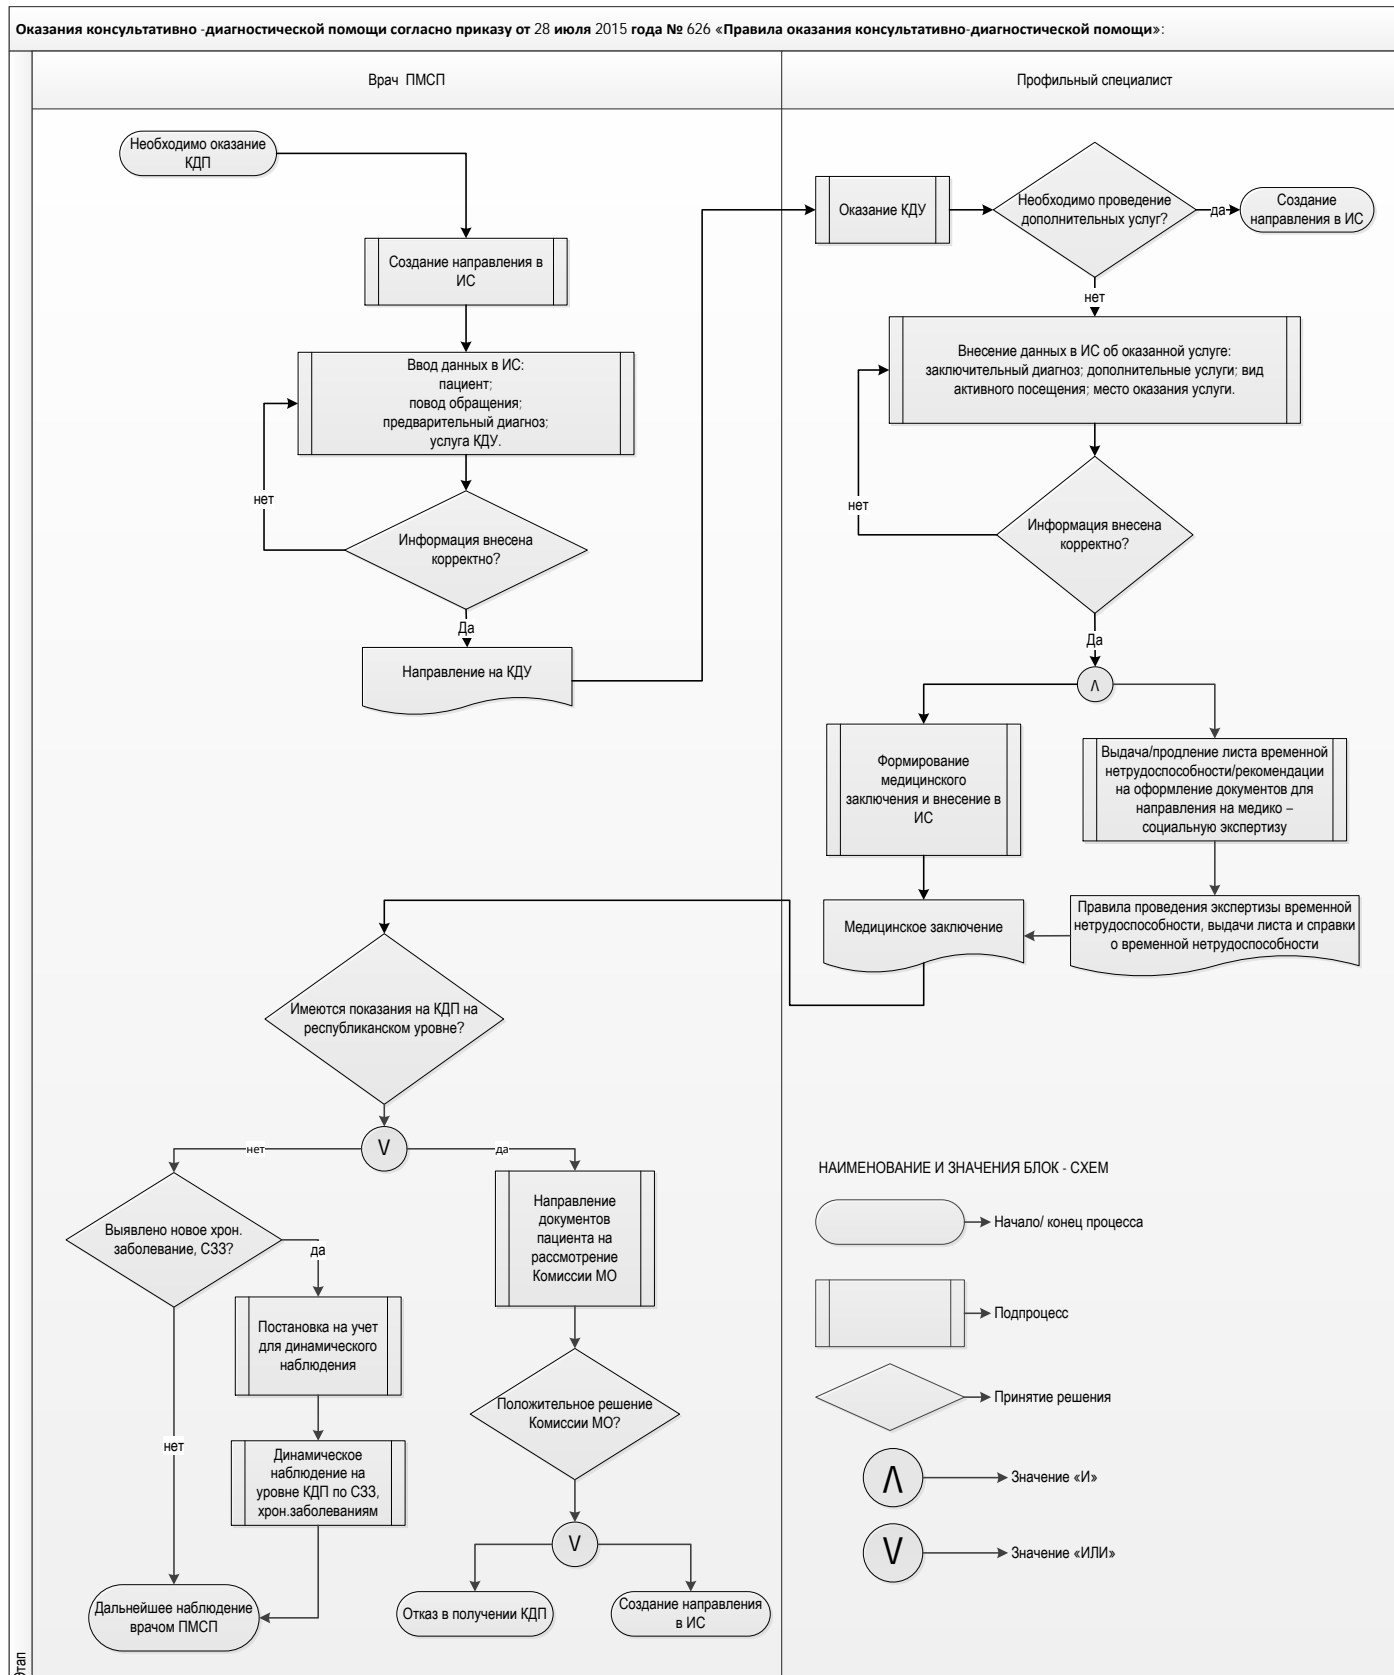 Оказания консультативно -диагностической помощи согласно приказу от 28 июля 2015 года № 626 «Правила оказания консультативно-диагностической помощи»:
Врач ПМСП
Профильный специалист
Необходимо оказание
КДП
Создание направления в
ИС
Ввод данных в ИС:
пациент;
повод обращения;
предварительный диагноз;
услуга КДУ.
нет
Информация внесена
корректно?
Да
Направление на КДУ
Оказание КДУ
Необходимо проведение
дополнительных услуг?
да
Создание
направления в ИС
нет
Внесение данных в ИС об оказанной услуге:
заключительный диагноз; дополнительные услуги; вид
активного посещения; место оказания услуги.
нет
Информация внесена
корректно?
Да
Λ
Формирование
медицинского
заключения и внесение в
ИС
Выдача/продление листа временной
нетрудоспособности/рекомендации
на оформление документов для
направления на медико –
социальную экспертизу
Медицинское заключение
Правила проведения экспертизы временной
нетрудоспособности, выдачи листа и справки
о временной нетрудоспособности
Имеются показания на КДП на
республиканском уровне?
нет
V
да
Выявлено новое хрон.
заболевание, СЗЗ?
да
Направление
документов
пациента на
рассмотрение
Комиссии МО
Постановка на учет
для динамического
наблюдения
Положительное решение
Комиссии МО?
нет
Динамическое
наблюдение на
уровне КДП по СЗЗ,
хрон.заболеваниям
V
Дальнейшее наблюдение
врачом ПМСП
Отказ в получении КДП
Создание направления
в ИС
НАИМЕНОВАНИЕ И ЗНАЧЕНИЯ БЛОК - СХЕМ
Начало/ конец процесса
Подпроцесс
Принятие решения
Λ
Значение «И»
V
Значение «ИЛИ»
Этап